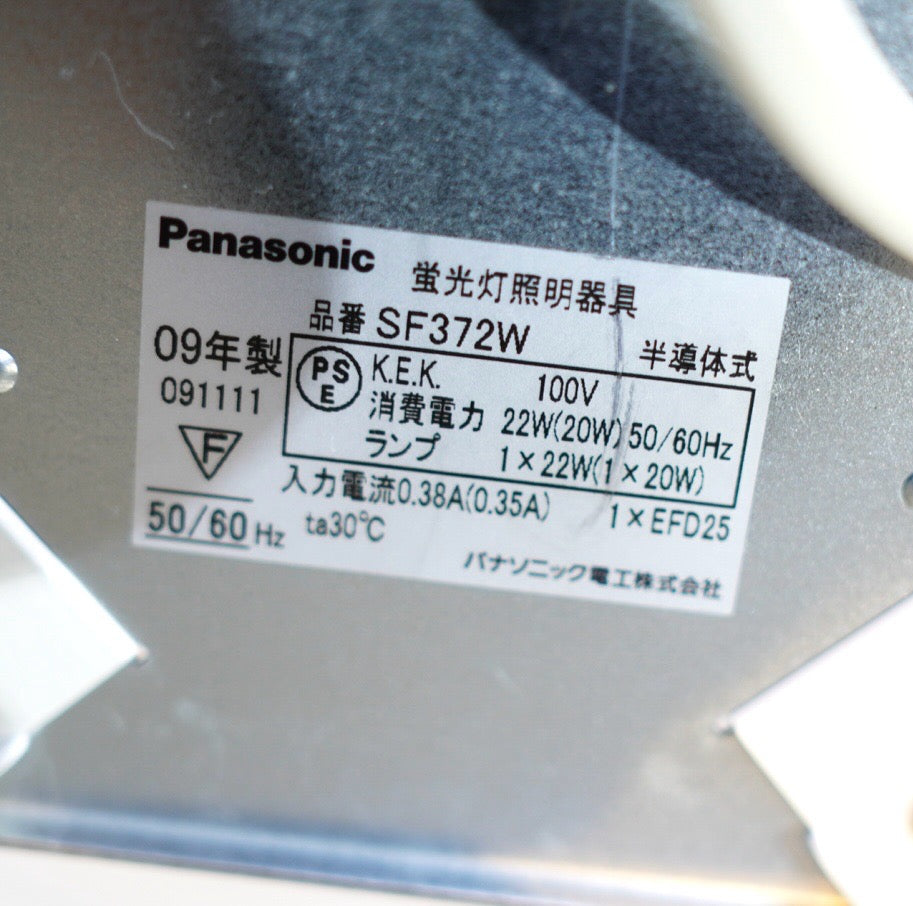 Panasonic
蛍光灯照明器具
品番 SF372W
半導体式
09年製
091111
PSE
K.E.K.
100V
消費電力 22W(20W) 50/60Hz
ランプ 1×22W(1×20W)
F
入力電流0.38A(0.35A) 1×EFD25
50/60Hz ta30℃
パナソニック電工株式会社